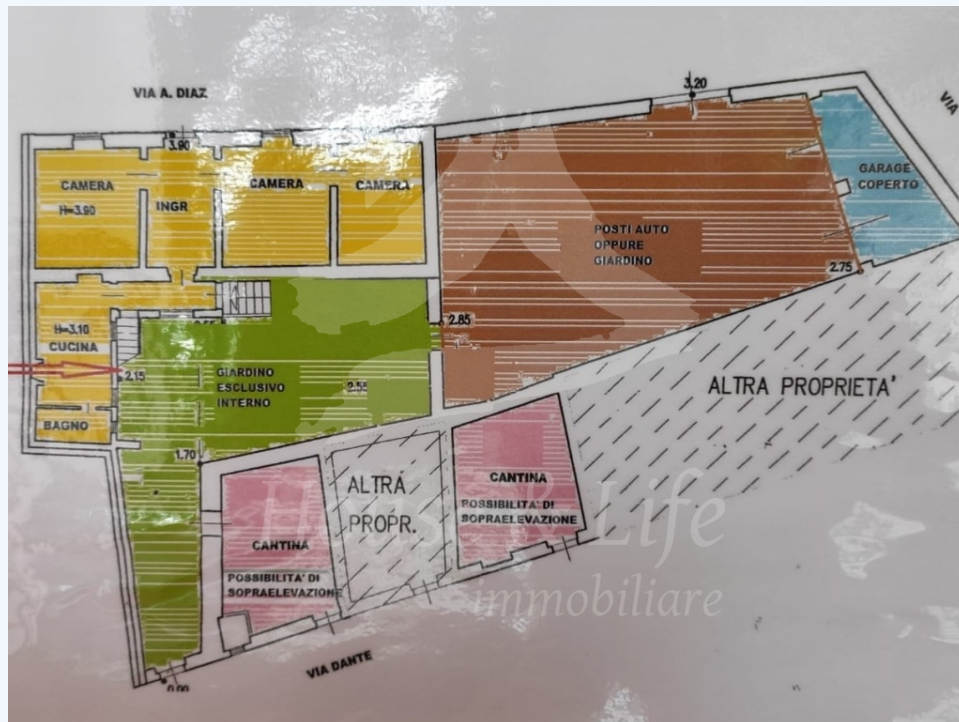 VIA A. DIAZ
3.20
VIA
3.90
CAMERA
H=3.90
INGR
CAMERA
CAMERA
GARAGE
COPERTO
POSTI AUTO
OPPURE
GIARDINO
2.75
2.85
H=3.10
CUCINA
2.15
GIARDINO
ESCLUSIVO
INTERNO
BAGNO
1.70
ALTRA PROPRIETA'
ALTRA
PROPR.
CANTINA
POSSIBILITA' DI
SOPRAELEVAZIONE
CANTINA
POSSIBILITA' DI
SOPRAELEVAZIONE
House & Life
immobiliare
VIA DANTE
0.00